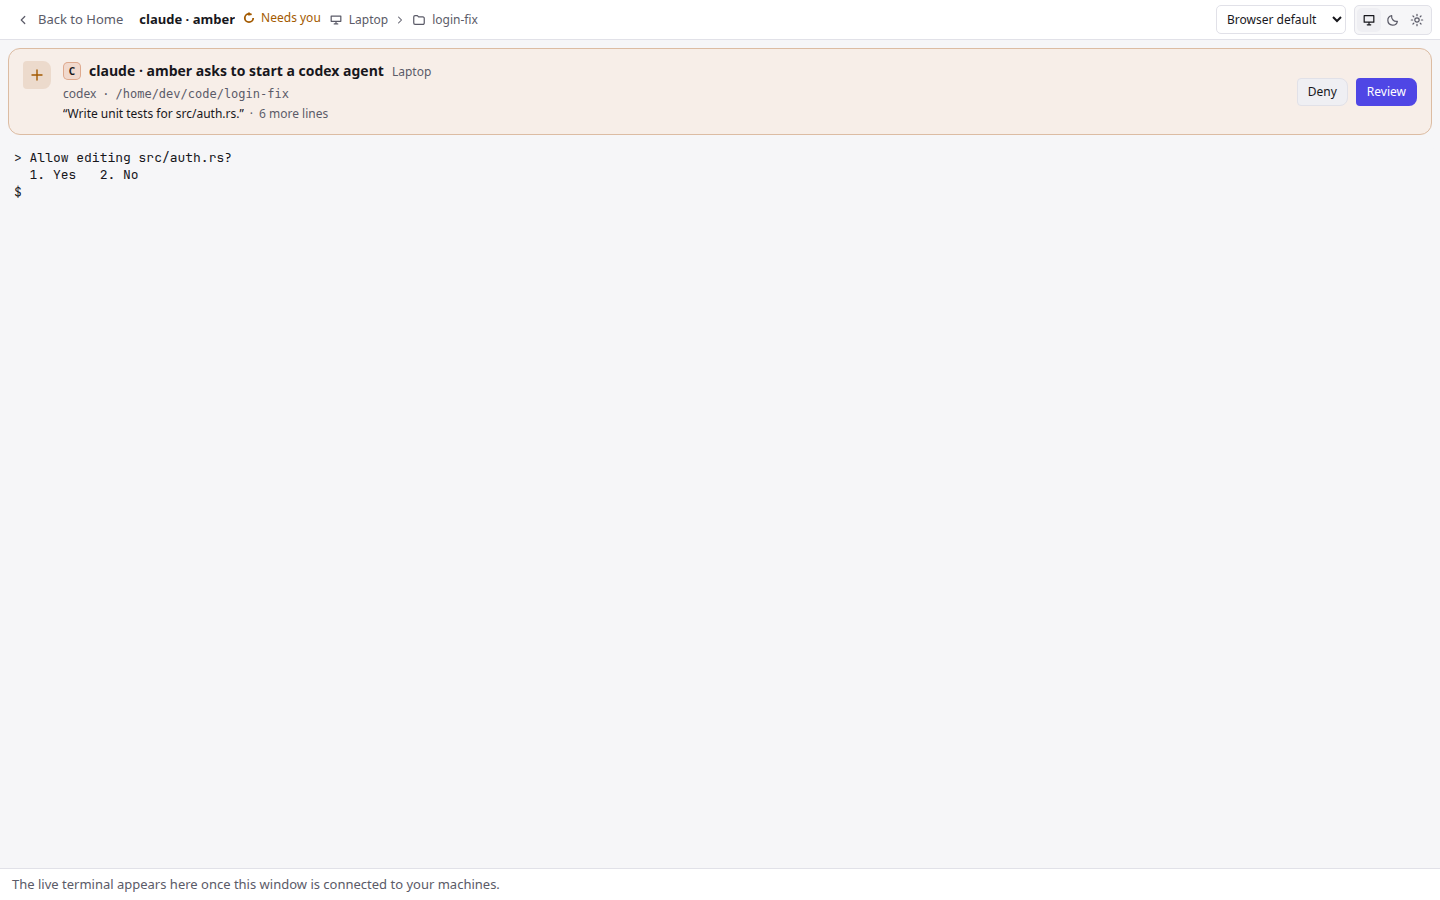 Back to Home claude · amber Needs you Laptop login-fix Browser default
C claude · amber asks to start a codex agent Laptop
codex · /home/dev/code/login-fix
“Write unit tests for src/auth.rs.” · 6 more lines
Deny Review
> Allow editing src/auth.rs?
1. Yes 2. No
$
The live terminal appears here once this window is connected to your machines.